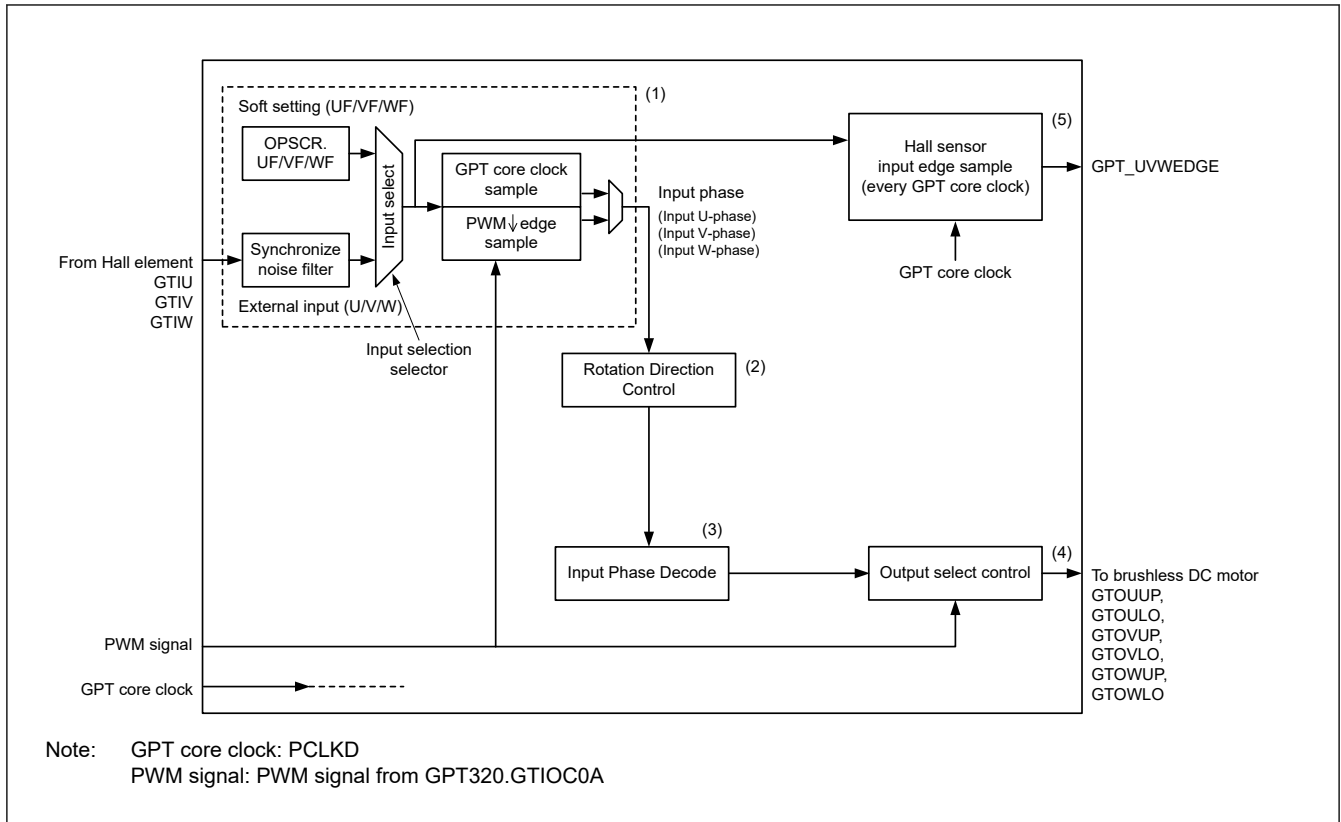 (1)
Soft setting (UF/VF/WF)
OPSCR.
UF/VF/WF
Input select
GPT core clock
sample
PWM↓edge
sample
Input phase
(Input U-phase)
(Input V-phase)
(Input W-phase)
(5)
Hall sensor
input edge sample
(every GPT core clock)
GPT_UVWEDGE
GPT core clock
From Hall element
GTIU
GTIV
GTIW
Synchronize
noise filter
External input (U/V/W)
Input selection
selector
Rotation Direction
Control
(2)
(3)
Input Phase Decode
Output select control
(4)
To brushless DC motor
GTOUUP,
GTOULO,
GTOVUP,
GTOVLO,
GTOWUP,
GTOWLO
PWM signal
GPT core clock
Note: GPT core clock: PCLKD
PWM signal: PWM signal from GPT320.GTIOC0A